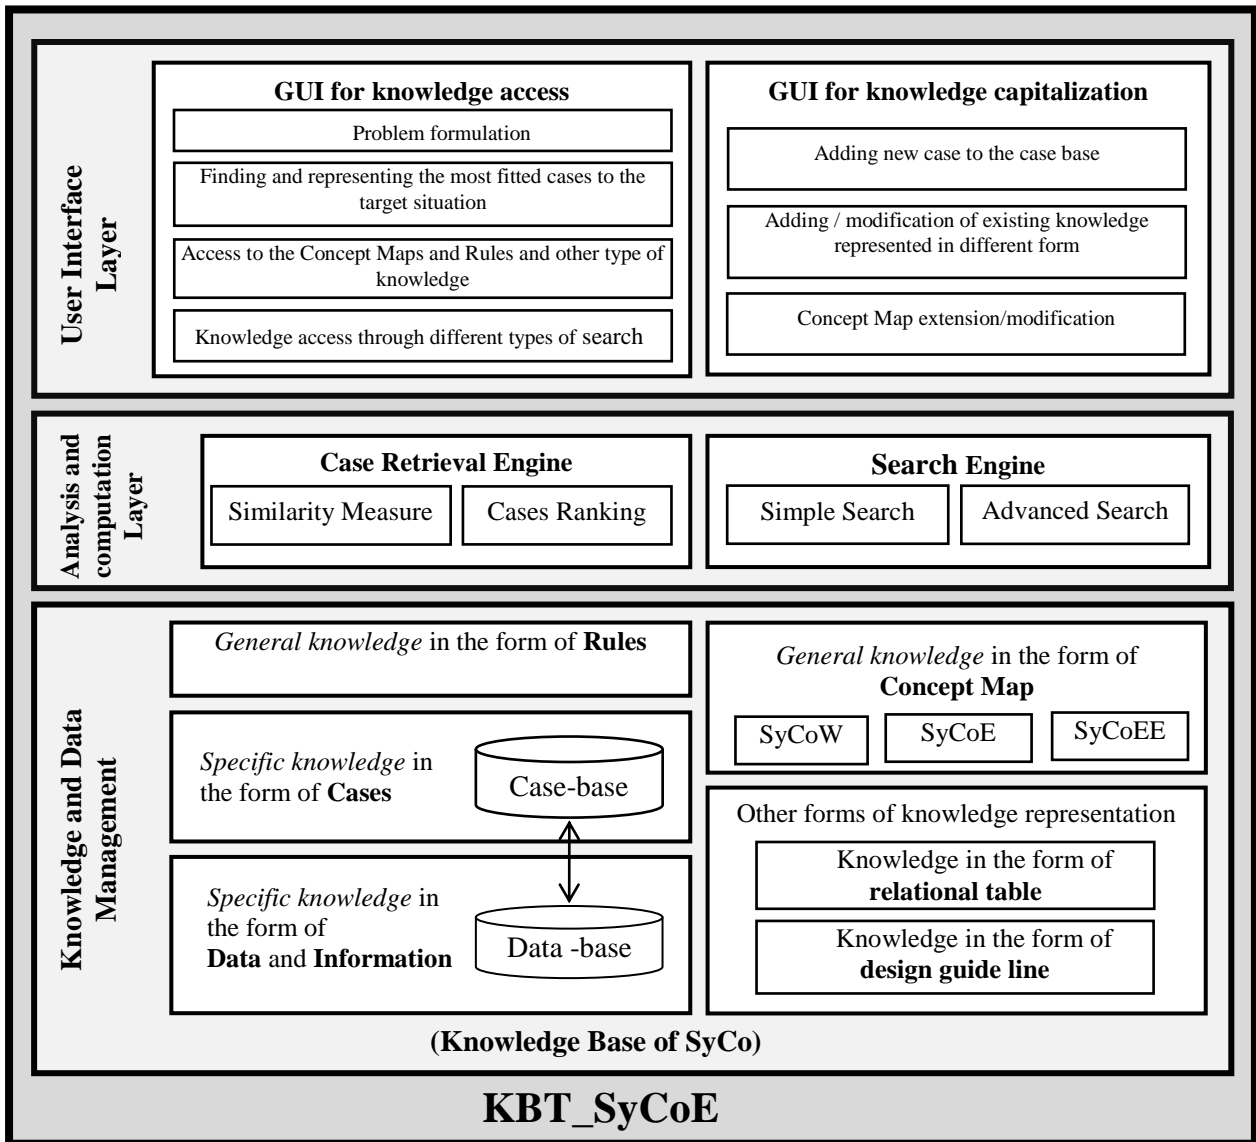 User Interface
Layer
GUI for knowledge access
Problem formulation
Finding and representing the most fitted cases to the
target situation
Access to the Concept Maps and Rules and other type of
knowledge
Knowledge access through different types of search
GUI for knowledge capitalization
Adding new case to the case base
Adding / modification of existing knowledge
represented in different form
Concept Map extension/modification
Analysis and
computation
Layer
Case Retrieval Engine
Similarity Measure
Cases Ranking
Search Engine
Simple Search
Advanced Search
Knowledge and Data
Management
General knowledge in the form of Rules
Specific knowledge in
the form of Cases
Case-base
Specific knowledge in
the form of
Data and Information
Data -base
General knowledge in the form of
Concept Map
SyCoW
SyCoE
SyCoEE
Other forms of knowledge representation
Knowledge in the form of
relational table
Knowledge in the form of
design guide line
(Knowledge Base of SyCo)
KBT_SyCoE